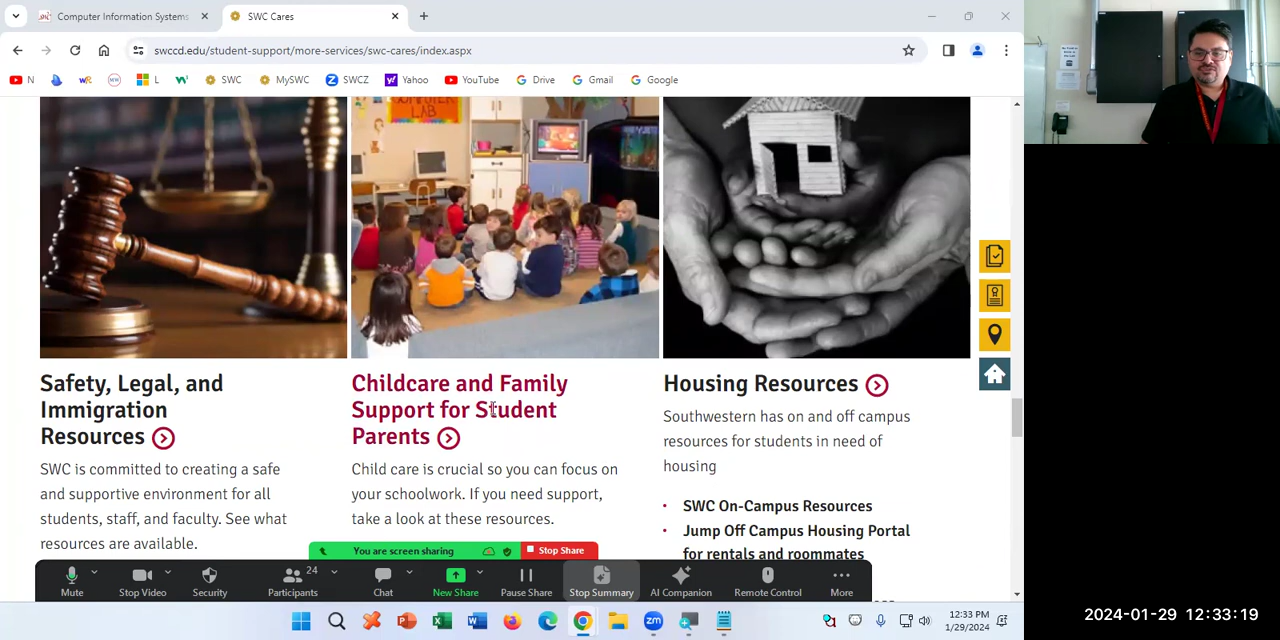 Computer Information Systems
SWC Cares
swccd.edu/student-support/more-services/swc-cares/index.aspx
N
L
SWC
MySWC
SWCZ
Yahoo
YouTube
Drive
Gmail
Google
COMPUTER
LAB
Safety, Legal, and
Immigration
Resources
SWC is committed to creating a safe
and supportive environment for all
students, staff, and faculty. See what
resources are available.
Childcare and Family
Support for Student
Parents
Child care is crucial so you can focus on
your schoolwork. If you need support,
take a look at these resources.
Housing Resources
Southwestern has on and off campus
resources for students in need of
housing
• SWC On-Campus Resources
• Jump Off Campus Housing Portal
for rentals and roommates
You are screen sharing
Stop Share
Mute
Stop Video
Security
Participants
24
Chat
New Share
Pause Share
Stop Summary
AI Companion
Remote Control
More
12:33 PM
1/29/2024
2024-01-29 12:33:19